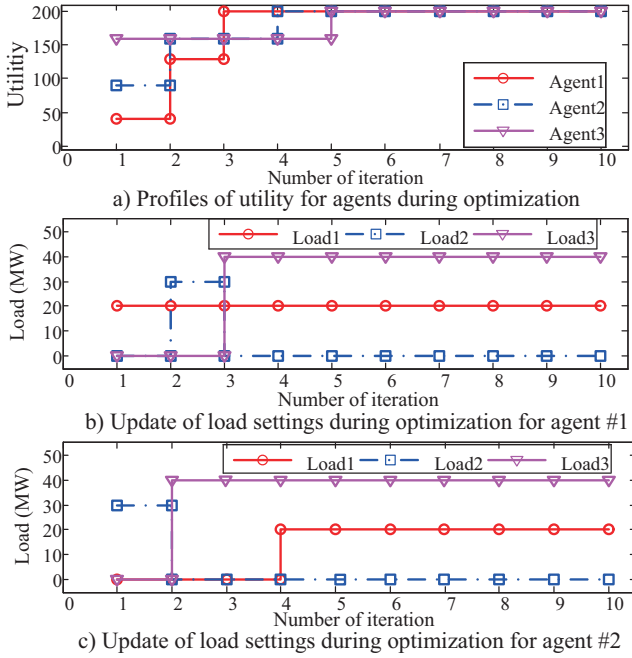 200
150
100
50
0
Utilitiy
Agent1
Agent2
Agent3
0 1 2 3 4 5 6 7 8 9 10
Number of iteration
a) Profiles of utility for agents during optimization
Load1 Load2 Load3
50
40
30
20
10
0
Load (MW)
0 1 2 3 4 5 6 7 8 9 10
Number of iteration
b) Update of load settings during optimization for agent #1
Load1 Load2 Load3
50
40
30
20
10
0
Load (MW)
0 1 2 3 4 5 6 7 8 9 10
Number of iteration
c) Update of load settings during optimization for agent #2